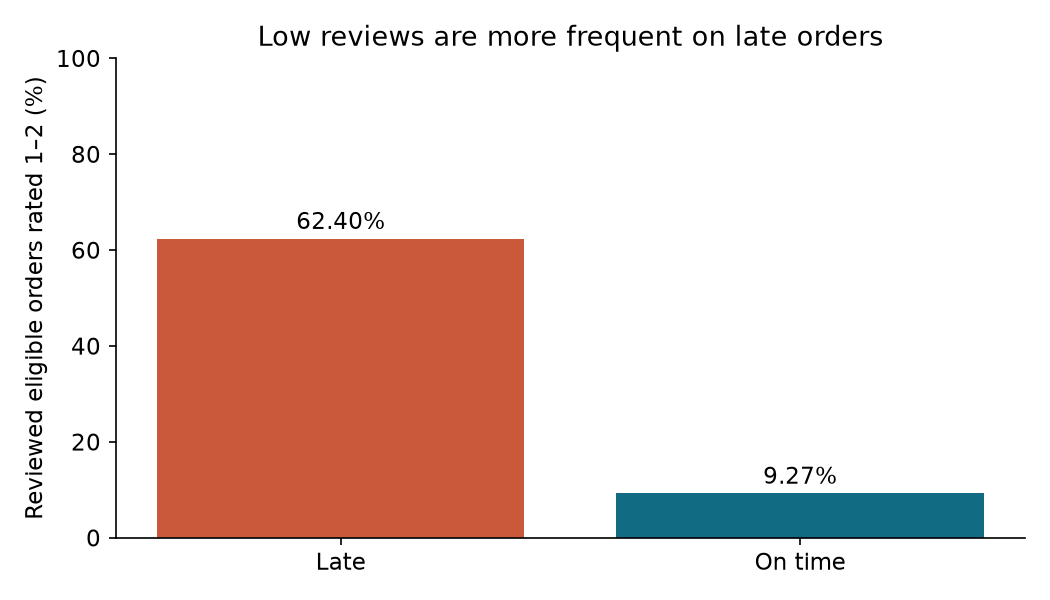 Low reviews are more frequent on late orders
Reviewed eligible orders rated 1–2 (%)
100
80
60
40
20
0
62.40%
9.27%
Late
On time